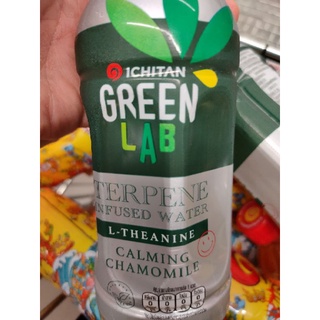 ICHITAN
GREEN
LAB
TERPENE
INFUSED WATER
L-THEANINE
CALMING
CHAMOMILE